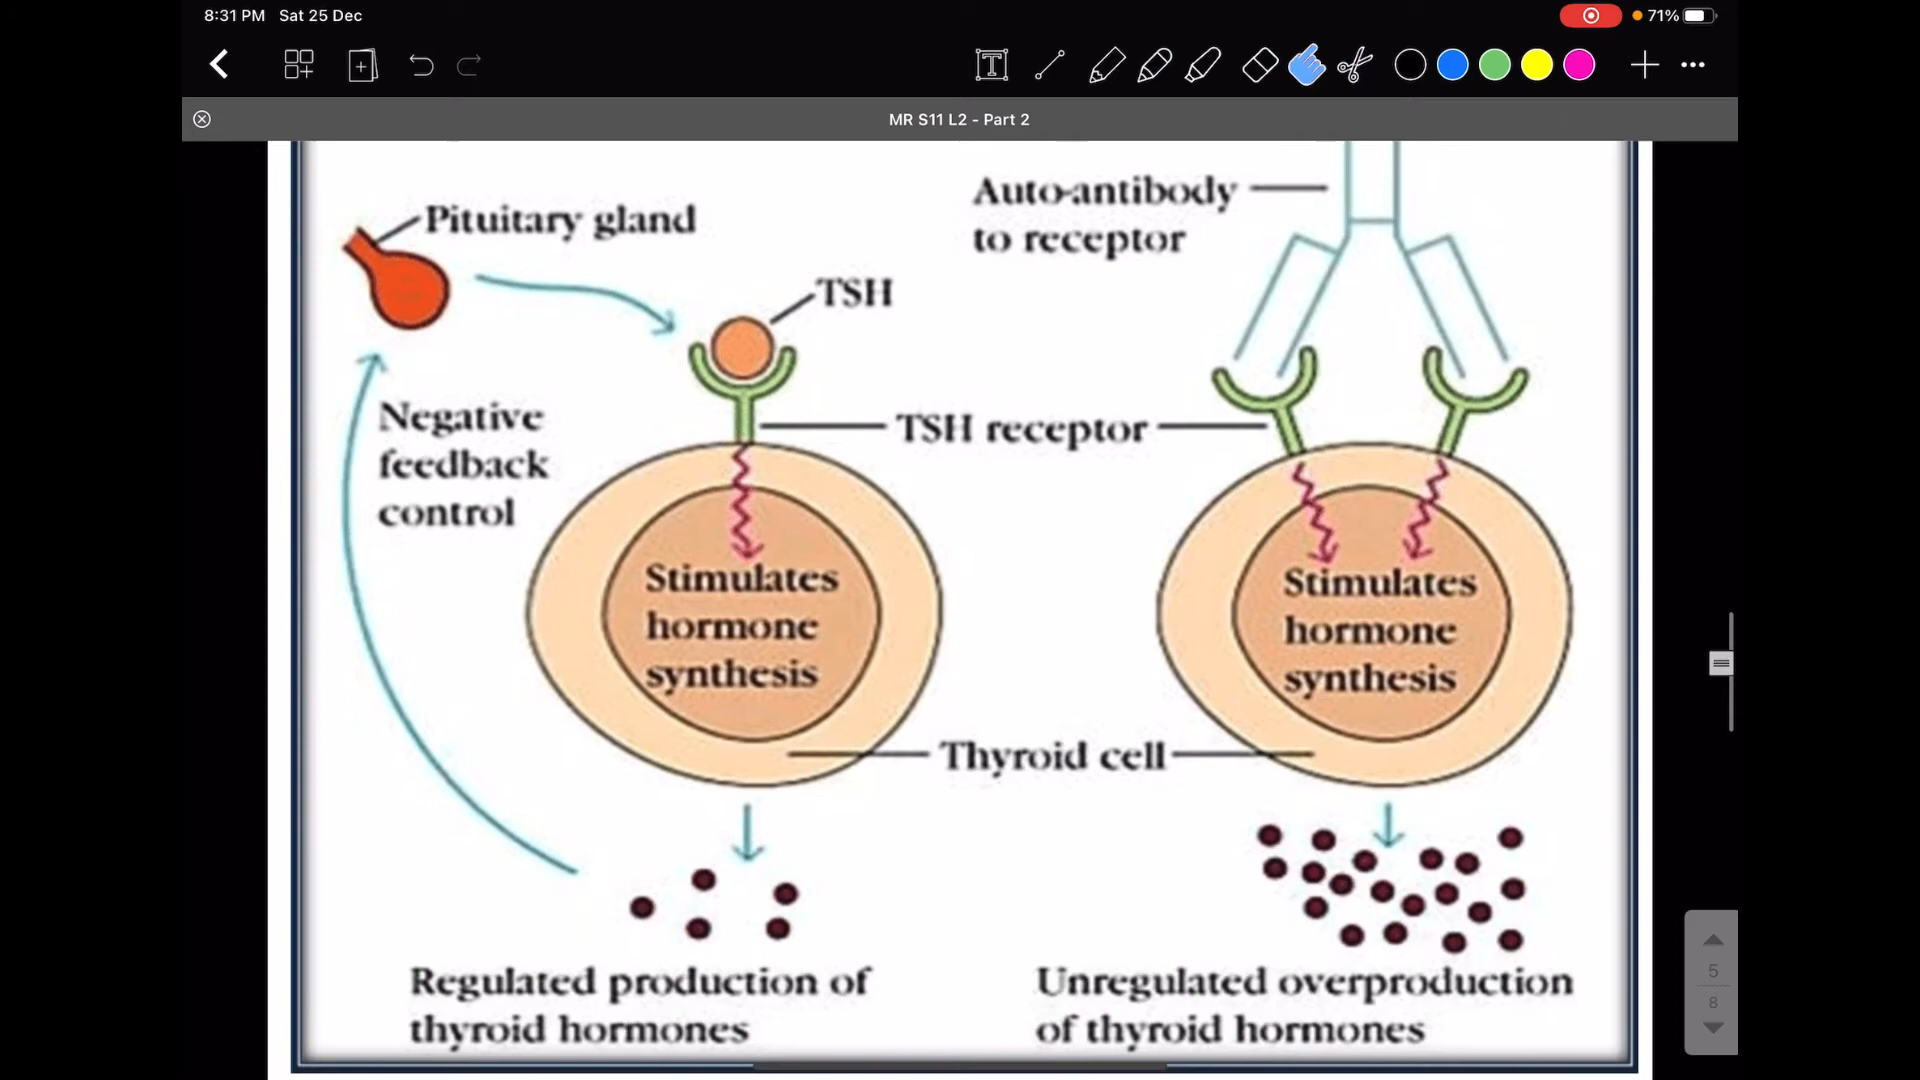 8:31 PM Sat 25 Dec
71%
T
MR S11 L2 - Part 2
Pituitary gland
TSH
Negative
feedback
control
Auto-antibody
to receptor
TSH receptor
Stimulates
hormone
synthesis
Stimulates
hormone
synthesis
Thyroid cell
Regulated production of
thyroid hormones
Unregulated overproduction
of thyroid hormones
5
8